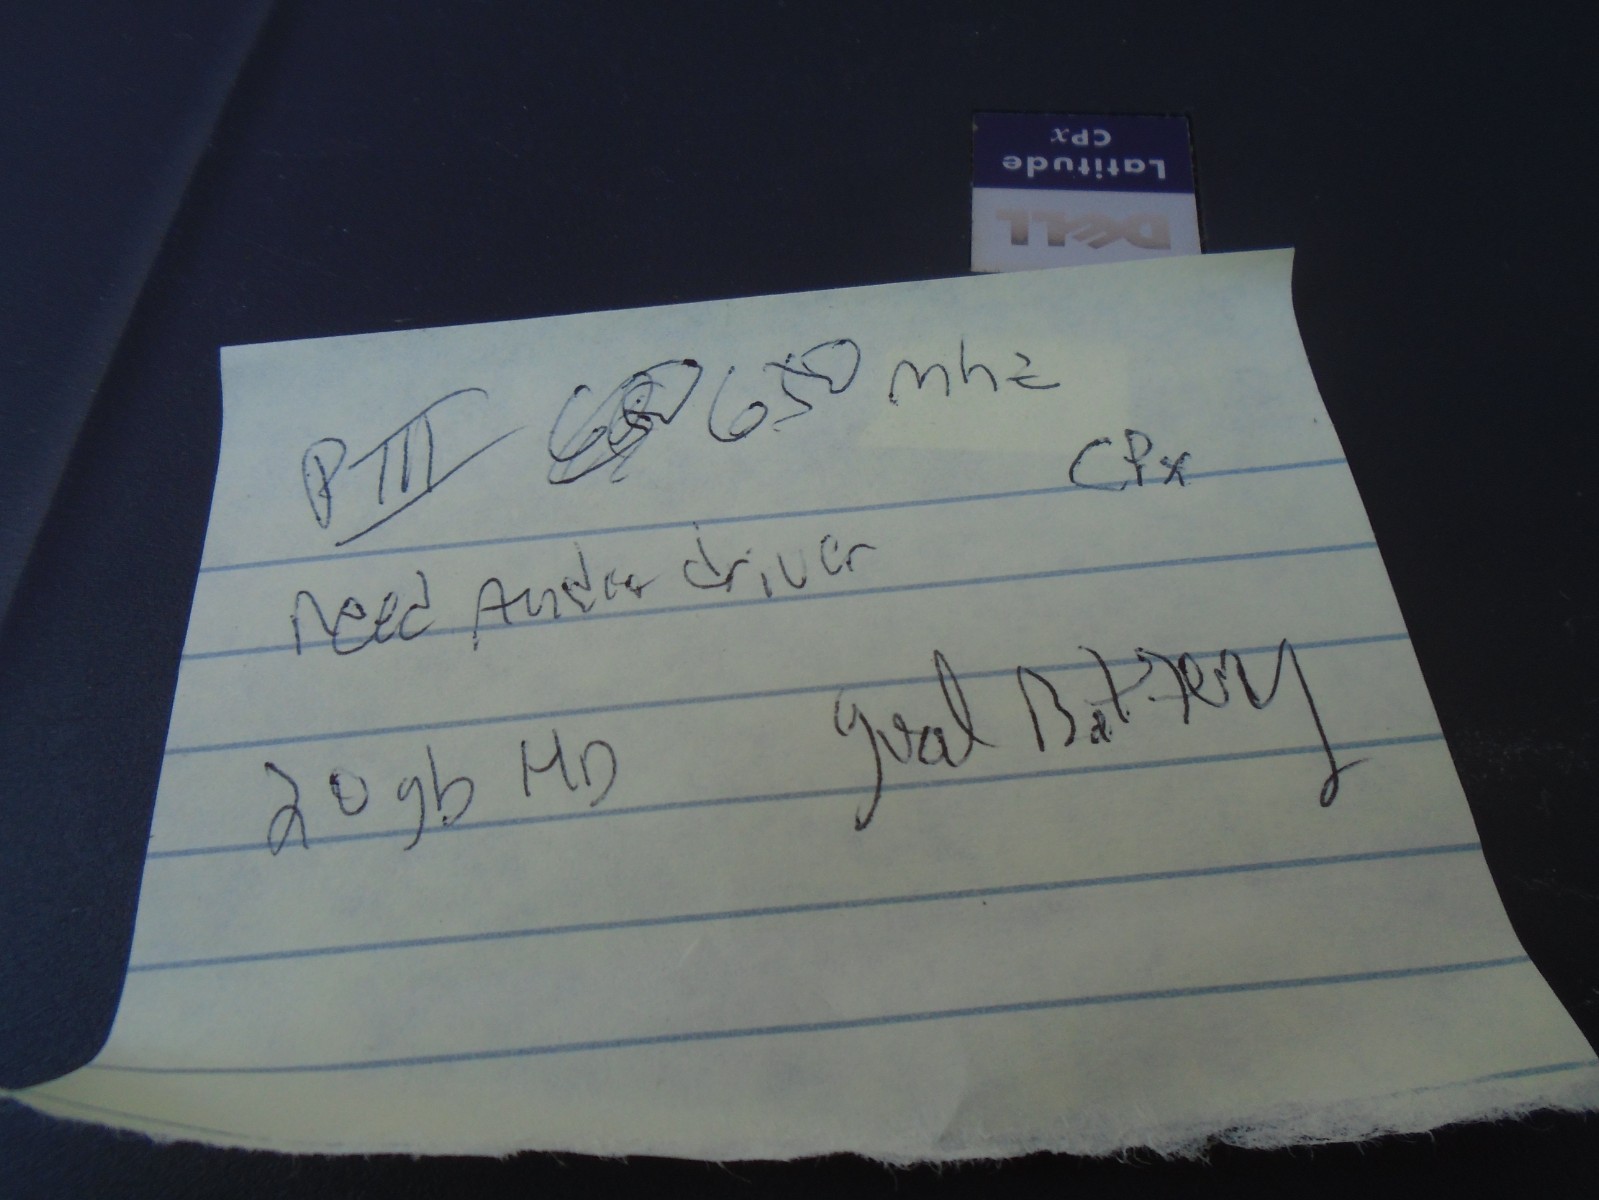 DELL
Latitude
CPx
PIII 650 mhz
CPx
Need Audio driver
20gb HD good Battery